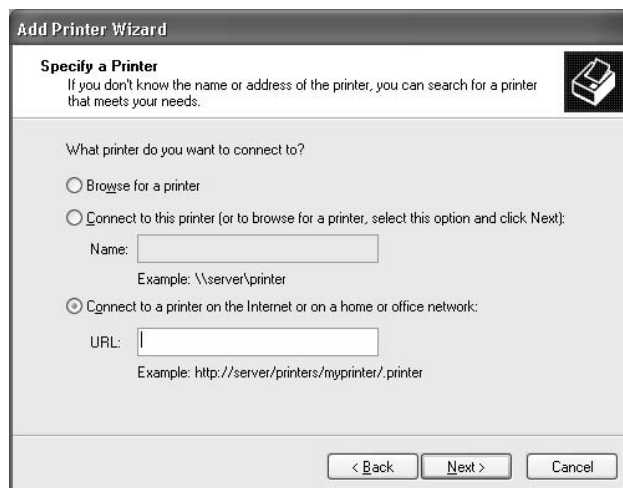 Add Printer Wizard
Specify a Printer
If you don't know the name or address of the printer, you can search for a printer
that meets your needs.
What printer do you want to connect to?
Browse for a printer
Connect to this printer (or to browse for a printer, select this option and click Next):
Name:
Example: \\server\printer
Connect to a printer on the Internet or on a home or office network:
URL:
Example: http://server/printers/myprinter/.printer
< Back Next > Cancel